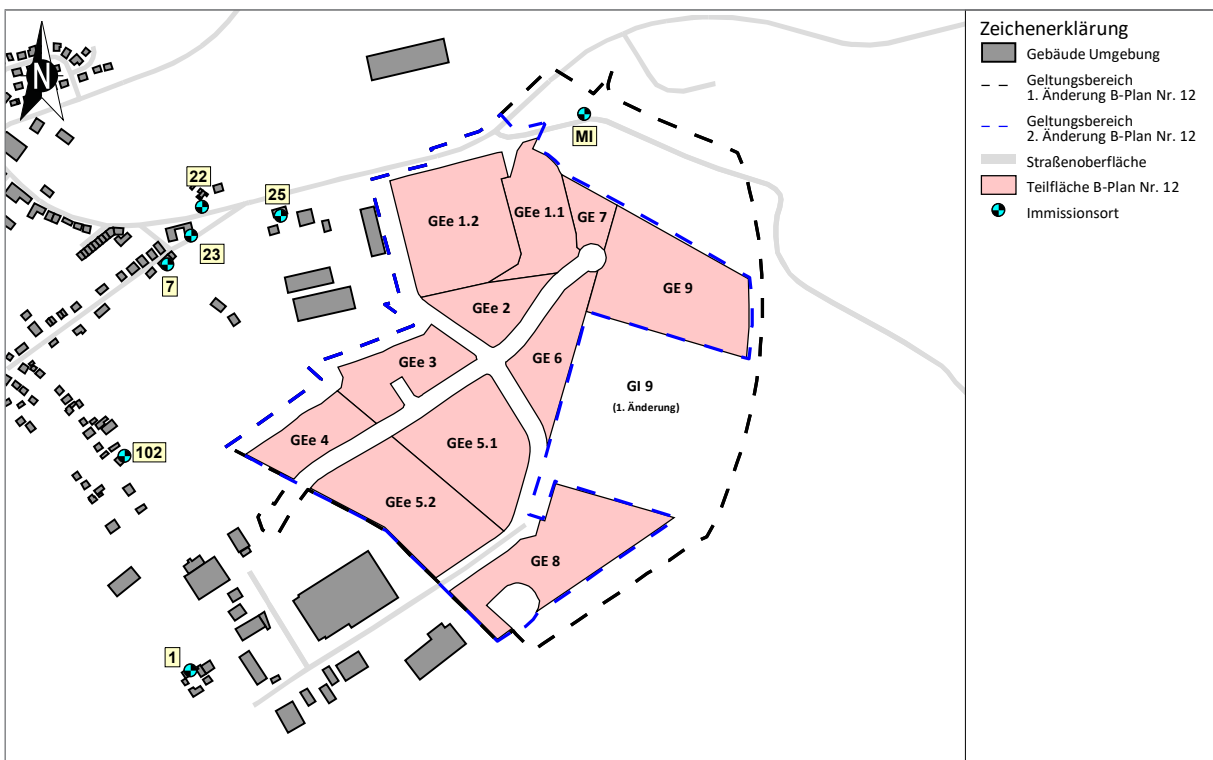 N
MI
22
25
23
7
102
1
GEe 1.2
GEe 1.1
GE 7
GE 9
GEe 2
GE 6
GEe 3
GI 9
(1. Änderung)
GEe 4
GEe 5.1
GEe 5.2
GE 8
Zeichenerklärung
Gebäude Umgebung
Geltungsbereich
1. Änderung B-Plan Nr. 12
Geltungsbereich
2. Änderung B-Plan Nr. 12
Straßenoberfläche
Teilfläche B-Plan Nr. 12
Immissionsort